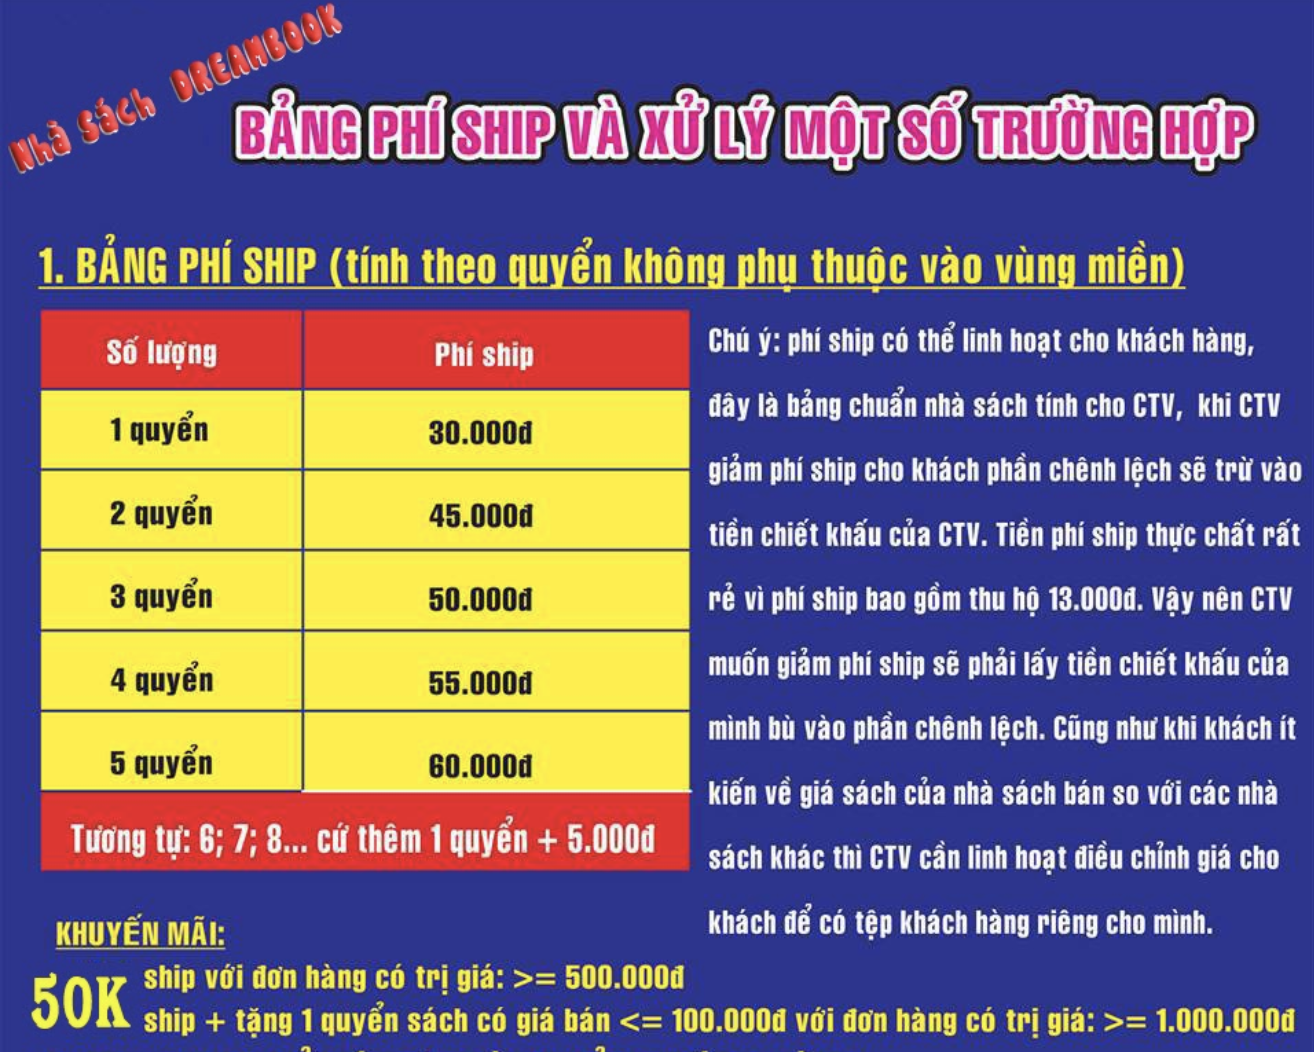 Nhà Sách DREAMBOOK
BẢNG PHÍ SHIP VÀ XỬ LÝ MỘT SỐ TRƯỜNG HỢP
1. BẢNG PHÍ SHIP (tính theo quyển không phụ thuộc vào vùng miền)
Số lượng Phí ship
1 quyển 30.000đ
2 quyển 45.000đ
3 quyển 50.000đ
4 quyển 55.000đ
5 quyển 60.000đ
Tương tự: 6; 7; 8... cứ thêm 1 quyển + 5.000đ
Chú ý: phí ship có thể linh hoạt cho khách hàng,
đây là bảng chuẩn nhà sách tính cho CTV, khi CTV
giảm phí ship cho khách phần chênh lệch sẽ trừ vào
tiền chiết khấu của CTV. Tiền phí ship thực chất rất
rẻ vì phí ship bao gồm thu hộ 13.000đ. Vậy nên CTV
muốn giảm phí ship sẽ phải lấy tiền chiết khấu của
mình bù vào phần chênh lệch. Cũng như khi khách ít
kiến về giá sách của nhà sách bán so với các nhà
sách khác thì CTV cần linh hoạt điều chỉnh giá cho
khách để có tệp khách hàng riêng cho mình.
KHUYẾN MÃI:
50K
ship với đơn hàng có trị giá: >= 500.000đ
ship + tặng 1 quyển sách có giá bán <= 100.000đ với đơn hàng có trị giá: >= 1.000.000đ